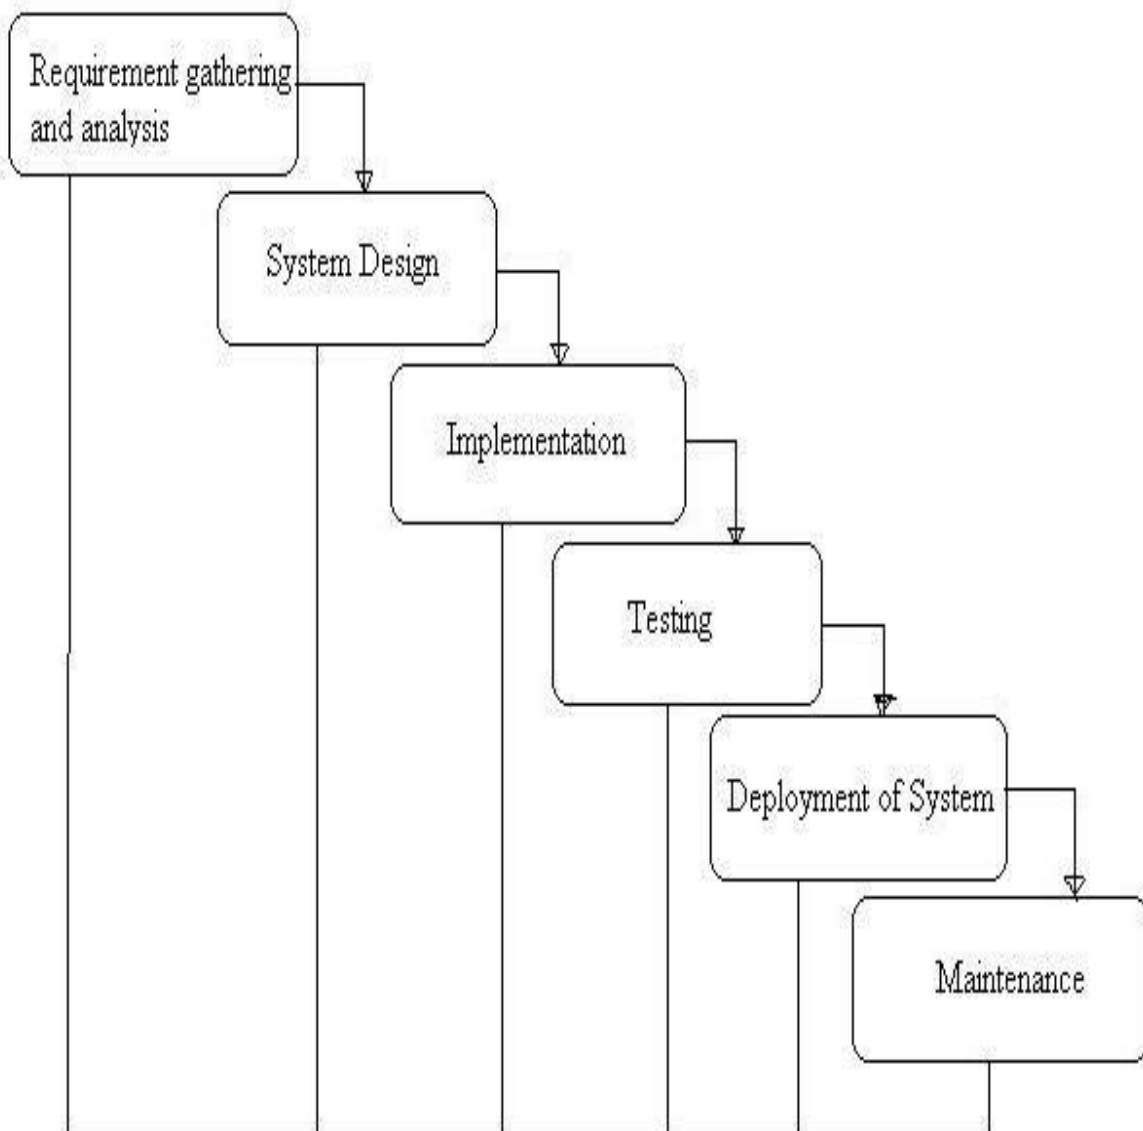 Requirement gathering
and analysis
System Design
Implementation
Testing
Deployment of System
Maintenance